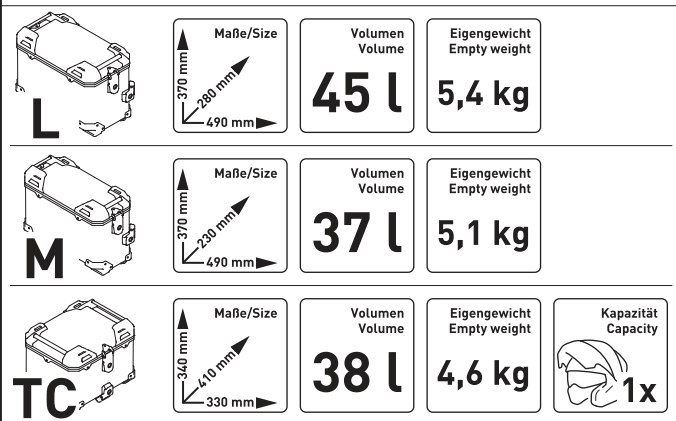 L
Maße/Size
370 mm
280 mm
490 mm
Volumen
Volume
45 l
Eigengewicht
Empty weight
5,4 kg
M
Maße/Size
370 mm
230 mm
490 mm
Volumen
Volume
37 l
Eigengewicht
Empty weight
5,1 kg
TC
Maße/Size
340 mm
410 mm
330 mm
Volumen
Volume
38 l
Eigengewicht
Empty weight
4,6 kg
Kapazität
Capacity
1x